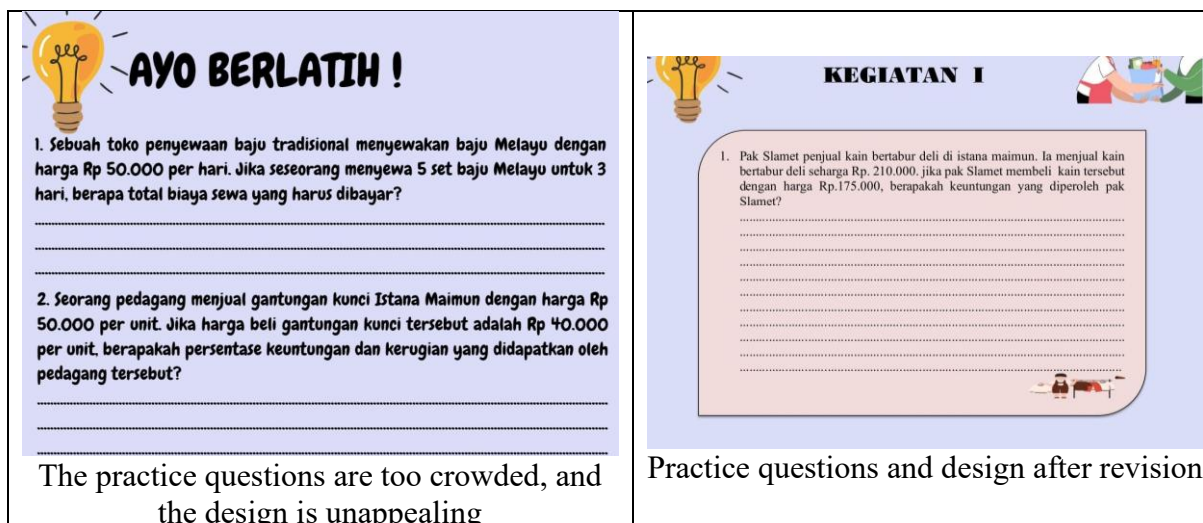 AYO BERLATIH !
1. Sebuah toko penyewaan baju tradisional menyewakan baju Melayu dengan
harga Rp 50.000 per hari. Jika seseorang menyewa 5 set baju Melayu untuk 3
hari, berapa total biaya sewa yang harus dibayar?
2. Seorang pedagang menjual gantungan kunci Istana Maimun dengan harga Rp
50.000 per unit. Jika harga beli gantungan kunci tersebut adalah Rp 40.000
per unit, berapakah persentase keuntungan dan kerugian yang didapatkan oleh
pedagang tersebut?
The practice questions are too crowded, and
the design is unappealing
KEGIATAN I
1. Pak Slamet penjual kain bertabur deli di istana maimun. Ia menjual kain
bertabur deli seharga Rp. 210.000. jika pak Slamet membeli kain tersebut
dengan harga Rp.175.000, berapakah keuntungan yang diperoleh pak
Slamet?
Practice questions and design after revision